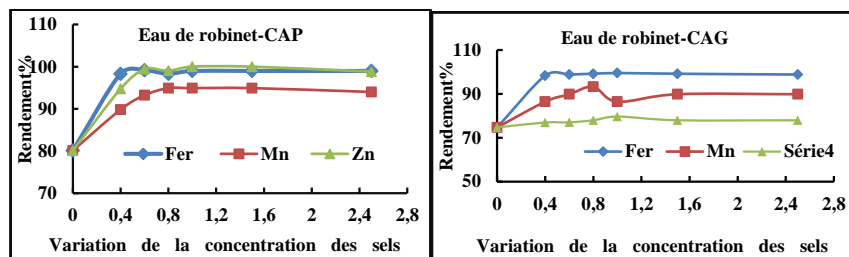 Eau de robinet-CAP
Rendement%
110
100
90
80
70
Fer Mn Zn
0 0,4 0,8 1,2 1,6 2 2,4 2,8
Variation de la concentration des sels
Eau de robinet-CAG
Rendement%
110
90
70
50
Fer Mn Série4
0 0,4 0,8 1,2 1,6 2 2,4 2,8
Variation de la concentration des sels